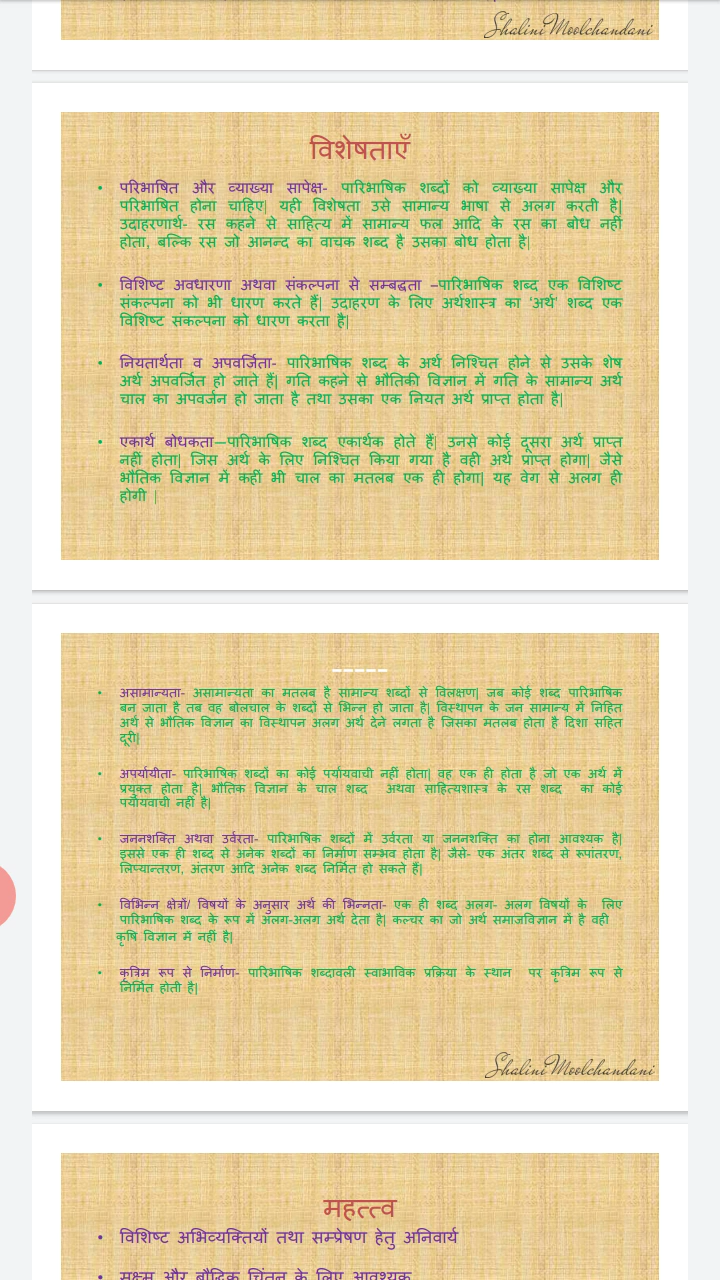 Shalini Moolchandani
विशेषताएँ
• परिभाषित और व्याख्या सापेक्ष- पारिभाषिक शब्दों को व्याख्या सापेक्ष और
परिभाषित होना चाहिए| यही विशेषता उसे सामान्य भाषा से अलग करती है|
उदाहरणार्थ- रस कहने से साहित्य में सामान्य फल आदि के रस का बोध नहीं
होता, बल्कि रस जो आनन्द का वाचक शब्द है उसका बोध होता है|
• विशिष्ट अवधारणा अथवा संकल्पना से सम्बद्धता –पारिभाषिक शब्द एक विशिष्ट
संकल्पना को भी धारण करते हैं| उदाहरण के लिए अर्थशास्त्र का ‘अर्थ’ शब्द एक
विशिष्ट संकल्पना को धारण करता है|
• नियतार्थता व अपवर्जिता- पारिभाषिक शब्द के अर्थ निश्चित होने से उसके शेष
अर्थ अपवर्जित हो जाते हैं| गति कहने से भौतिकी विज्ञान में गति के सामान्य अर्थ
चाल का अपवर्जन हो जाता है तथा उसका एक नियत अर्थ प्राप्त होता है|
• एकार्थ बोधकता—पारिभाषिक शब्द एकार्थक होते हैं| उनसे कोई दूसरा अर्थ प्राप्त
नहीं होता| जिस अर्थ के लिए निश्चित किया गया है वही अर्थ प्राप्त होगा| जैसे
भौतिक विज्ञान में कहीं भी चाल का मतलब एक ही होगा| यह वेग से अलग ही
होगी |
-----
• असामान्यता- असामान्यता का मतलब है सामान्य शब्दों से विलक्षण| जब कोई शब्द पारिभाषिक
बन जाता है तब वह बोलचाल के शब्दों से भिन्न हो जाता है| विस्थापन के जन सामान्य में निहित
अर्थ से भौतिक विज्ञान का विस्थापन अलग अर्थ देने लगता है जिसका मतलब होता है दिशा सहित
दूरी|
• अपर्यायीता- पारिभाषिक शब्दों का कोई पर्यायवाची नहीं होता| वह एक ही होता है जो एक अर्थ में
प्रयुक्त होता है| भौतिक विज्ञान के चाल शब्द अथवा साहित्यशास्त्र के रस शब्द का कोई
पर्यायवाची नहीं है|
• जननशक्ति अथवा उर्वरता- पारिभाषिक शब्दों में उर्वरता या जननशक्ति का होना आवश्यक है|
इससे एक ही शब्द से अनेक शब्दों का निर्माण सम्भव होता है| जैसे- एक अंतर शब्द से रूपांतरण,
लिप्यान्तरण, अंतरण आदि अनेक शब्द निर्मित हो सकते हैं|
• विभिन्न क्षेत्रों/ विषयों के अनुसार अर्थ की भिन्नता- एक ही शब्द अलग- अलग विषयों के लिए
पारिभाषिक शब्द के रूप में अलग-अलग अर्थ देता है| कल्चर का जो अर्थ समाजविज्ञान में है वही
कृषि विज्ञान में नहीं है|
• कृत्रिम रूप से निर्माण- पारिभाषिक शब्दावली स्वाभाविक प्रक्रिया के स्थान पर कृत्रिम रूप से
निर्मित होती है|
Shalini Moolchandani
महत्त्व
• विशिष्ट अभिव्यक्तियों तथा सम्प्रेषण हेतु अनिवार्य
• सूक्ष्म और बौद्धिक चिंतन के लिए आवश्यक